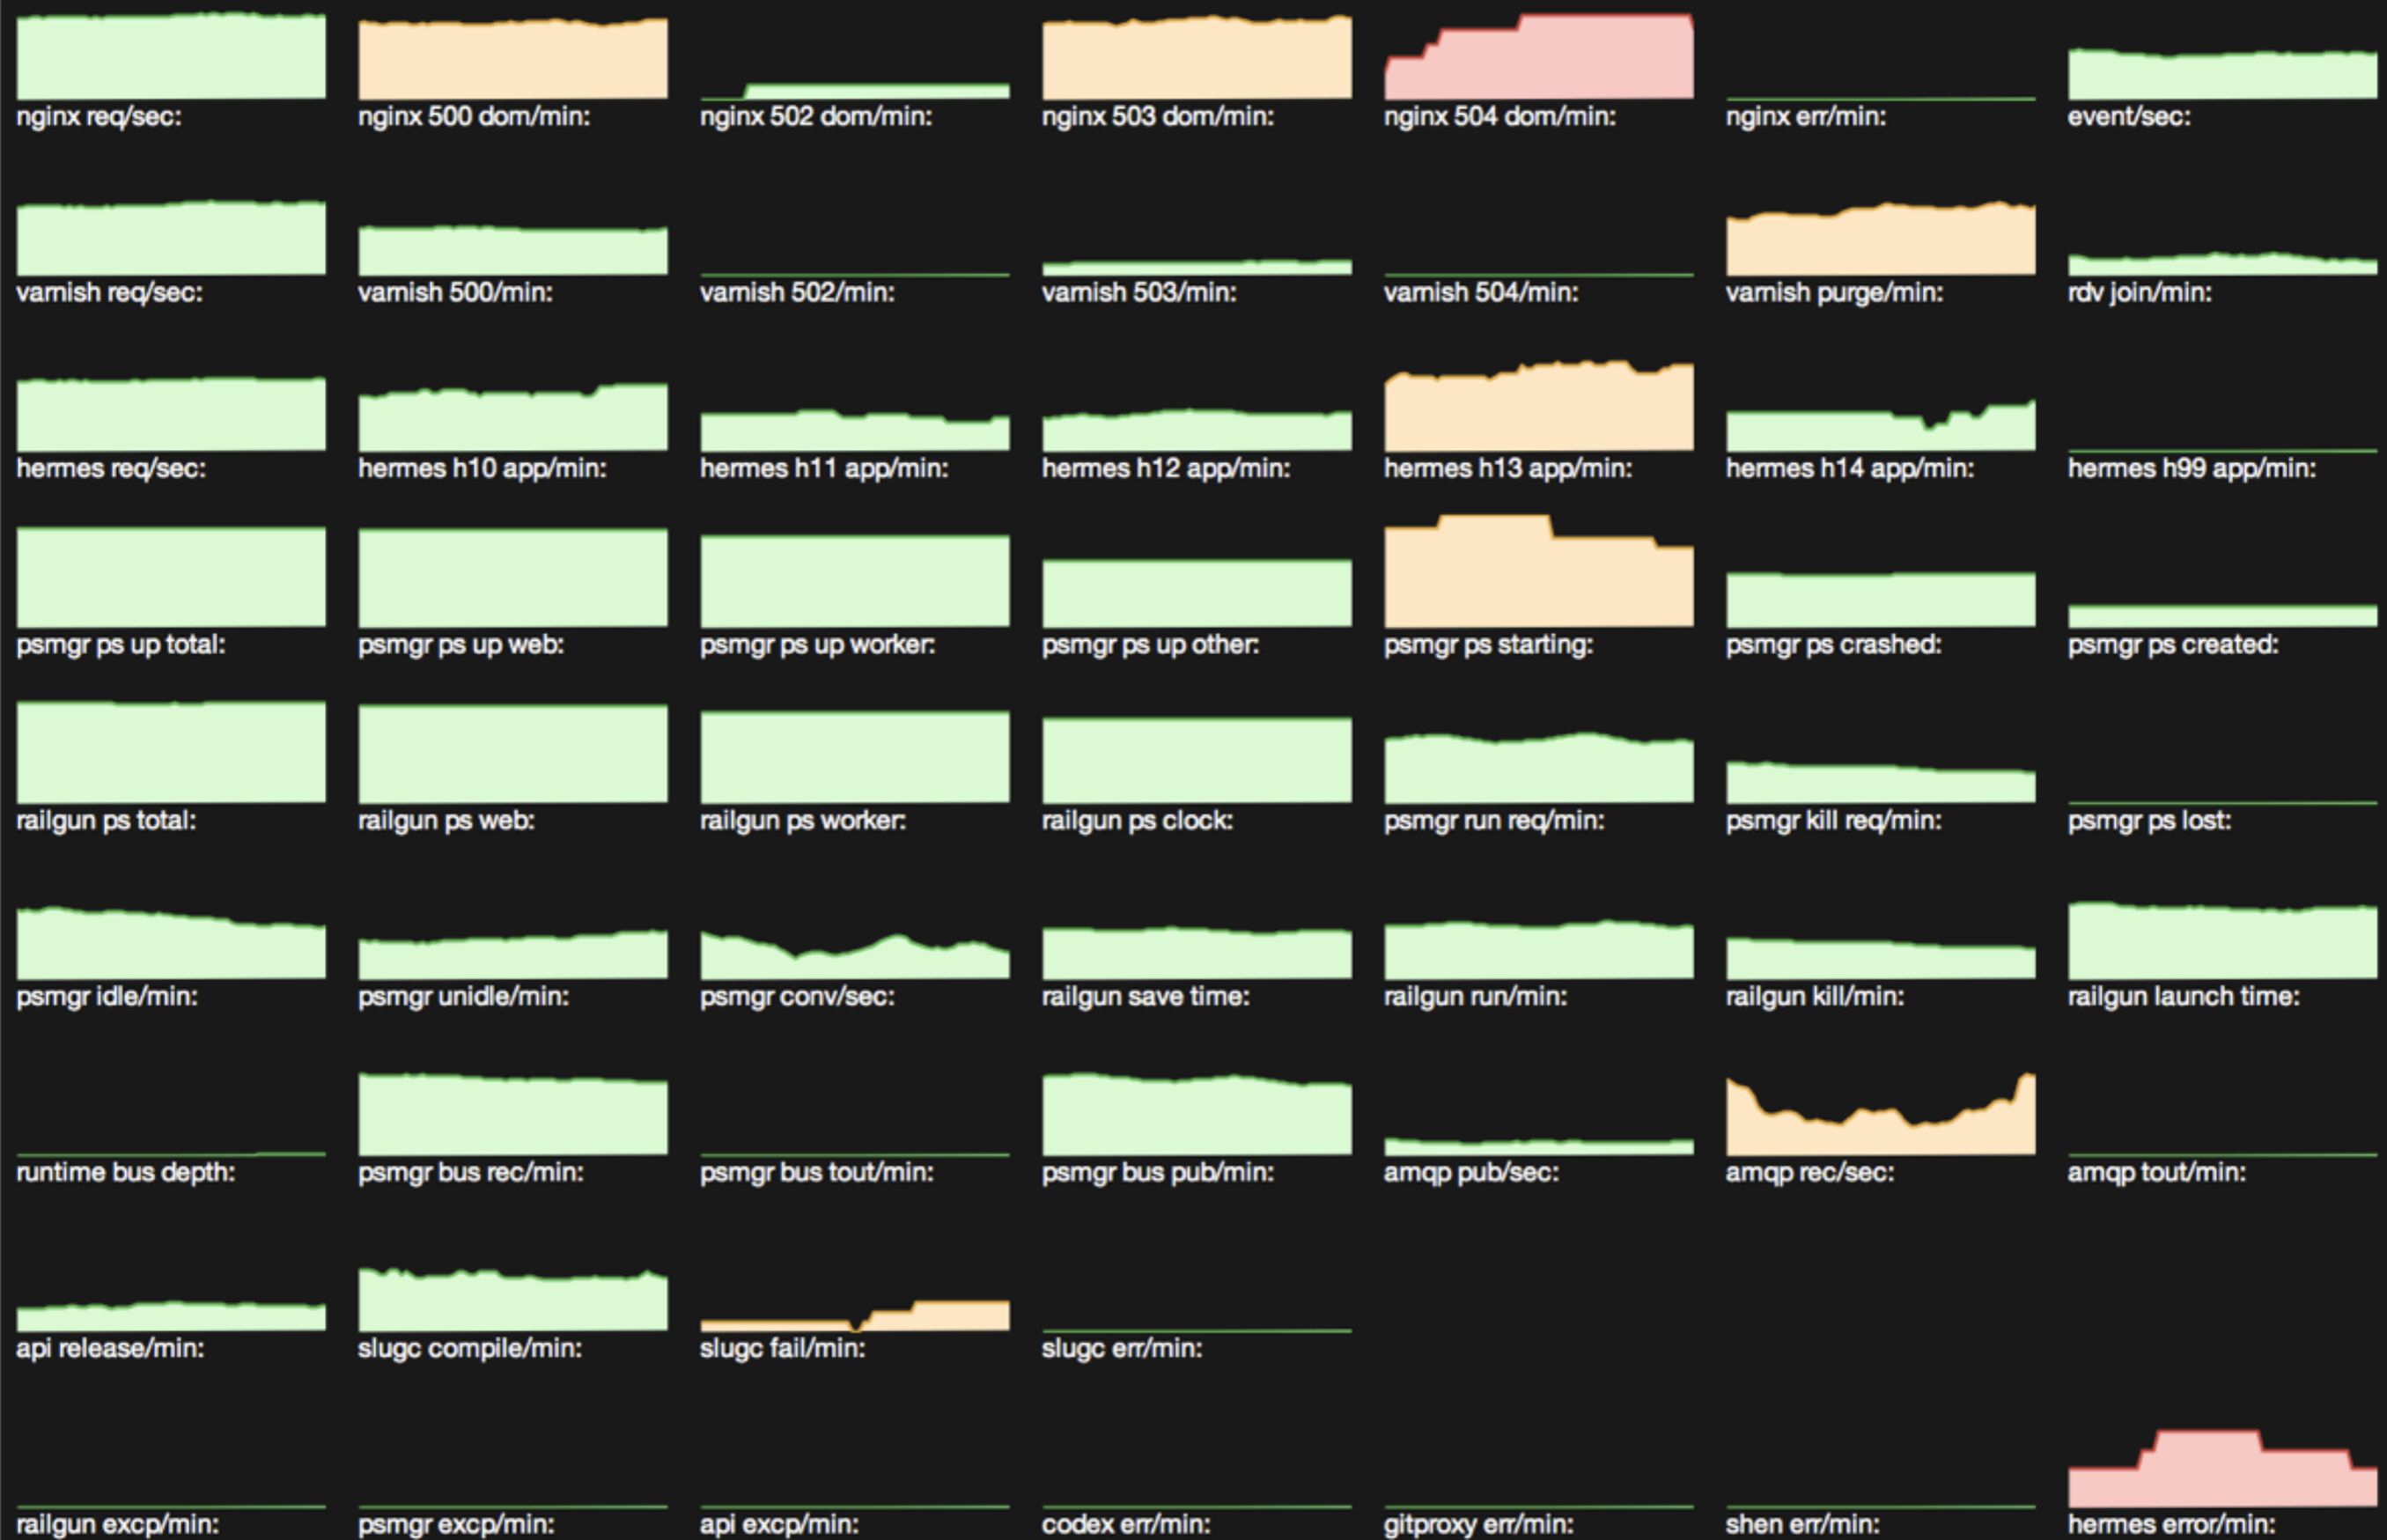 nginx req/sec:
nginx 500 dom/min:
nginx 502 dom/min:
nginx 503 dom/min:
nginx 504 dom/min:
nginx err/min:
event/sec:
varnish req/sec:
varnish 500/min:
varnish 502/min:
varnish 503/min:
varnish 504/min:
varnish purge/min:
rdv join/min:
hermes req/sec:
hermes h10 app/min:
hermes h11 app/min:
hermes h12 app/min:
hermes h13 app/min:
hermes h14 app/min:
hermes h99 app/min:
psmgr ps up total:
psmgr ps up web:
psmgr ps up worker:
psmgr ps up other:
psmgr ps starting:
psmgr ps crashed:
psmgr ps created:
railgun ps total:
railgun ps web:
railgun ps worker:
railgun ps clock:
psmgr run req/min:
psmgr kill req/min:
psmgr ps lost:
psmgr idle/min:
psmgr unidle/min:
psmgr conv/sec:
railgun save time:
railgun run/min:
railgun kill/min:
railgun launch time:
runtime bus depth:
psmgr bus rec/min:
psmgr bus tout/min:
psmgr bus pub/min:
amqp pub/sec:
amqp rec/sec:
amqp tout/min:
api release/min:
slugc compile/min:
slugc fail/min:
slugc err/min:
railgun excp/min:
psmgr excp/min:
api excp/min:
codex err/min:
gitproxy err/min:
shen err/min:
hermes error/min: